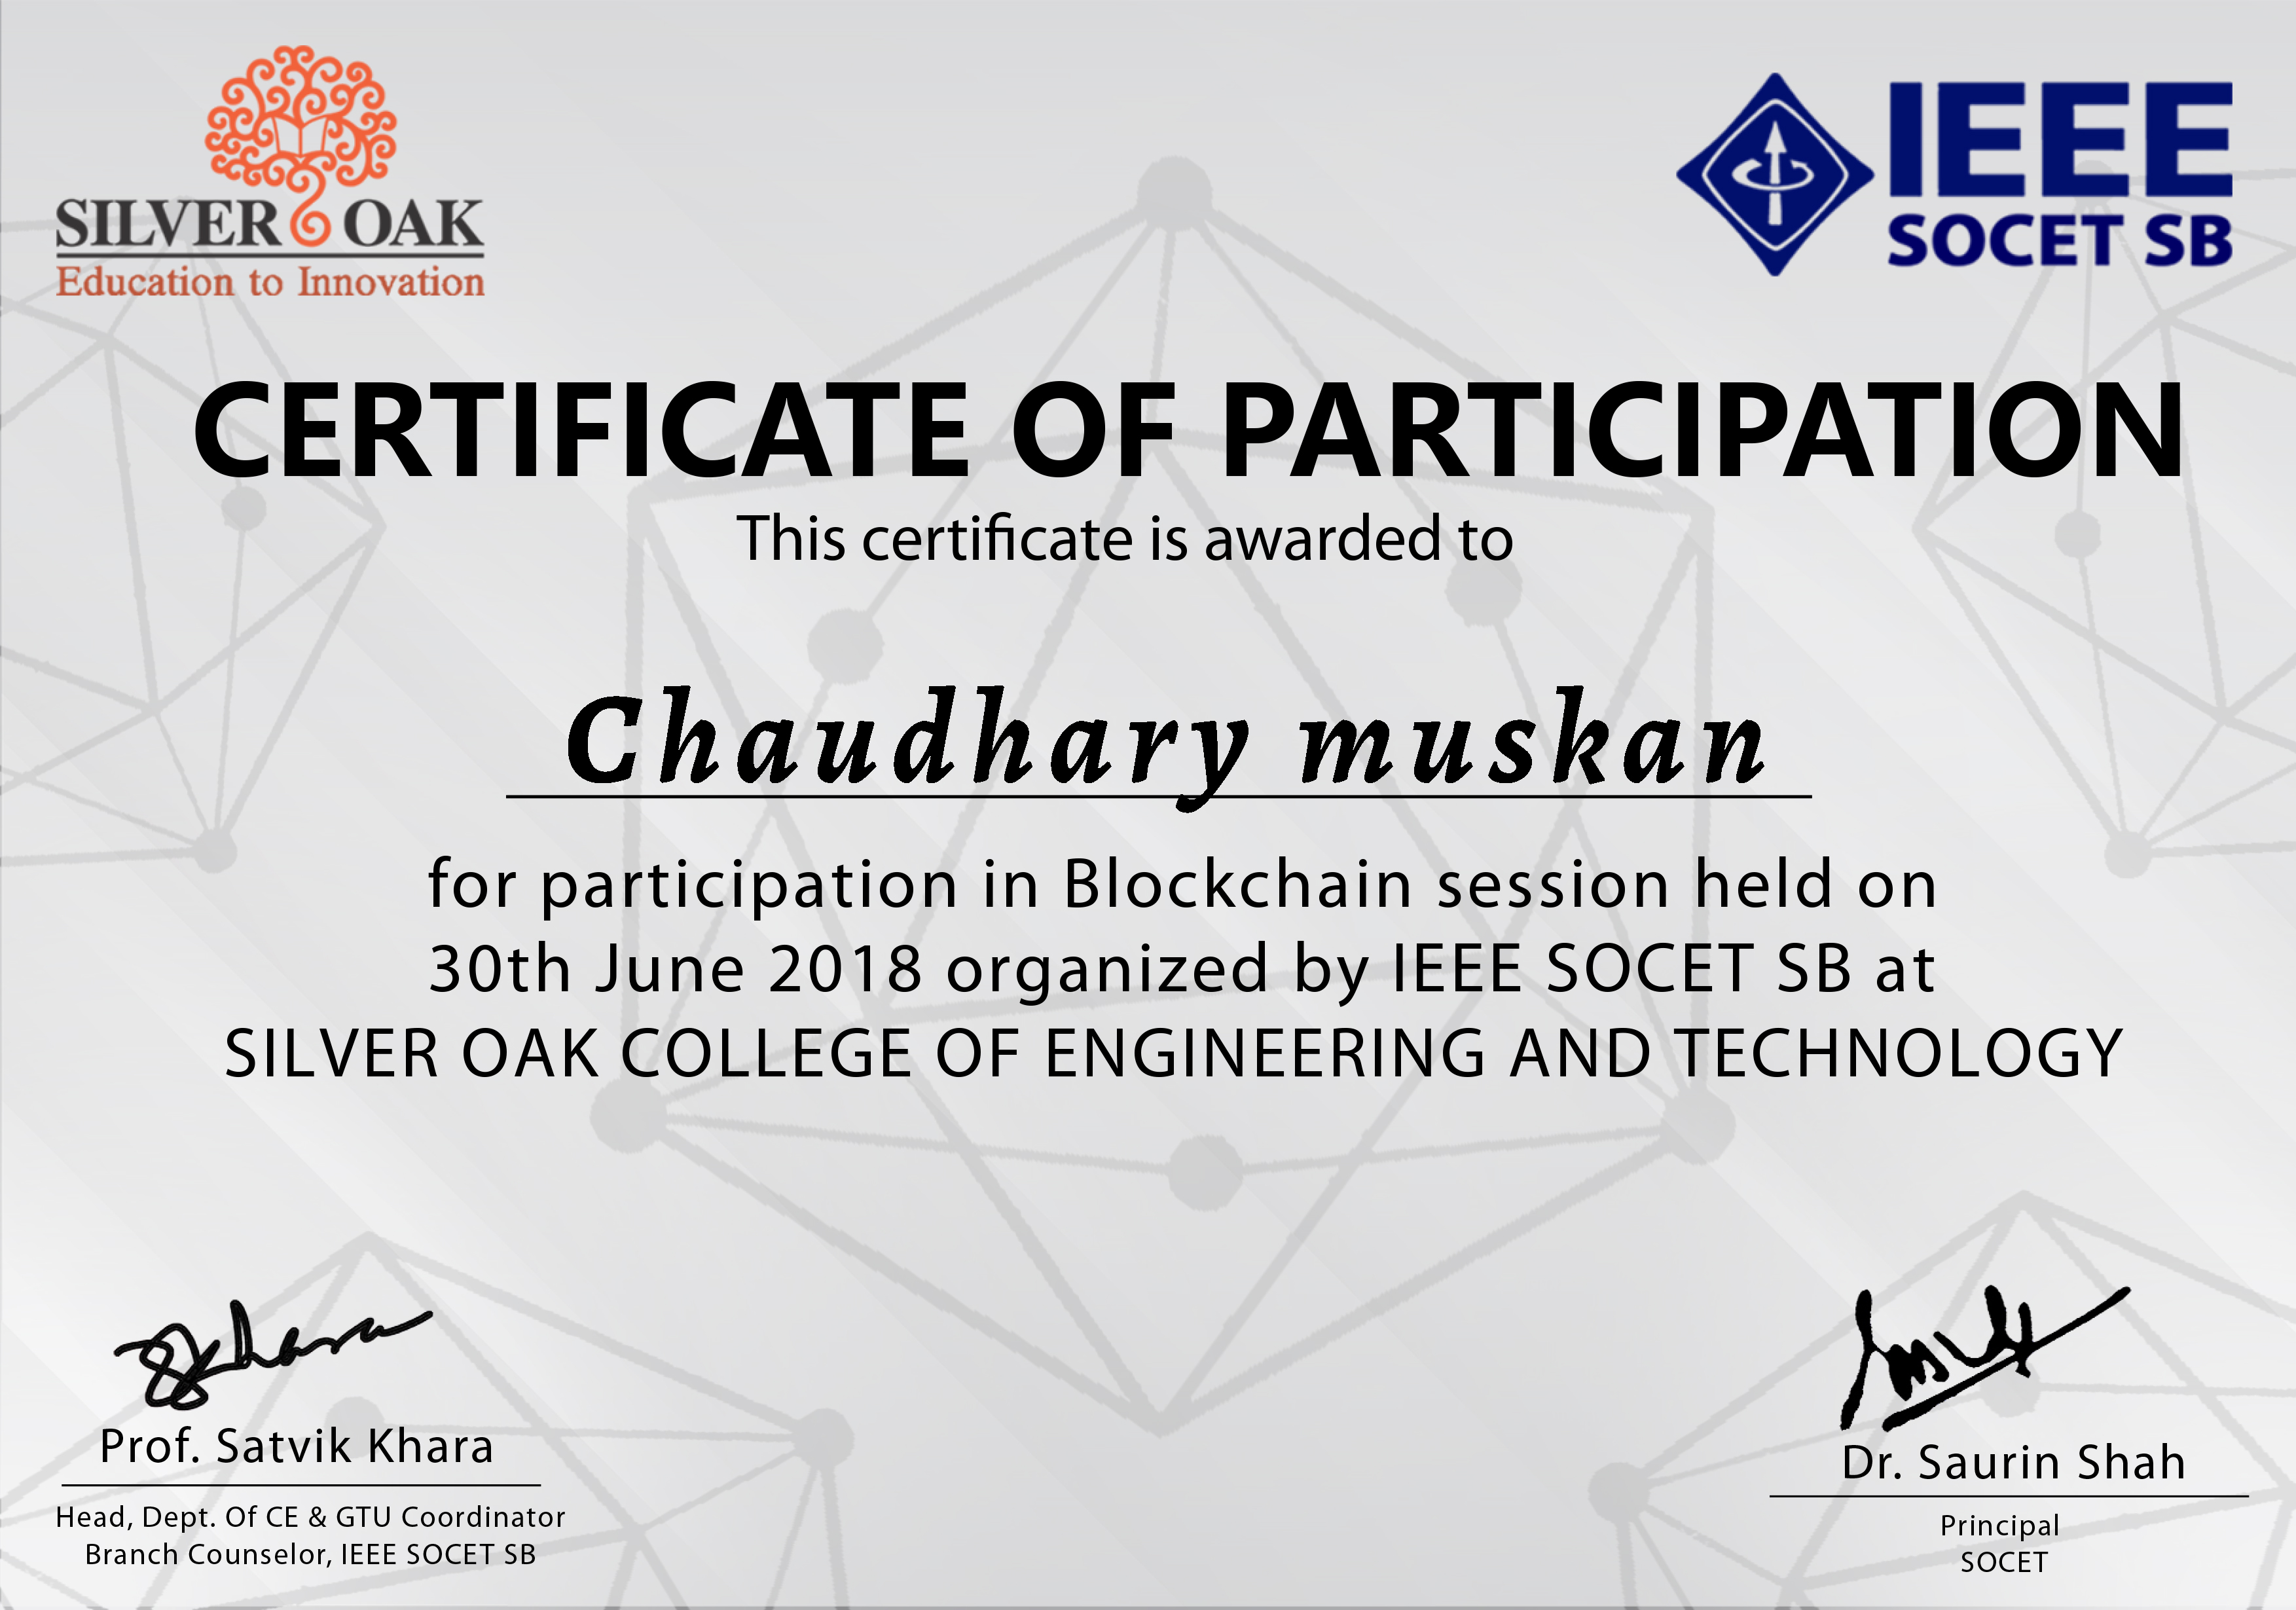 SILVER OAK
Education to Innovation
IEEE
SOCET SB
CERTIFICATE OF PARTICIPATION
This certificate is awarded to
Chaudhary muskan
for participation in Blockchain session held on
30th June 2018 organized by IEEE SOCET SB at
SILVER OAK COLLEGE OF ENGINEERING AND TECHNOLOGY
Prof. Satvik Khara
Head, Dept. Of CE & GTU Coordinator
Branch Counselor, IEEE SOCET SB
Dr. Saurin Shah
Principal
SOCET